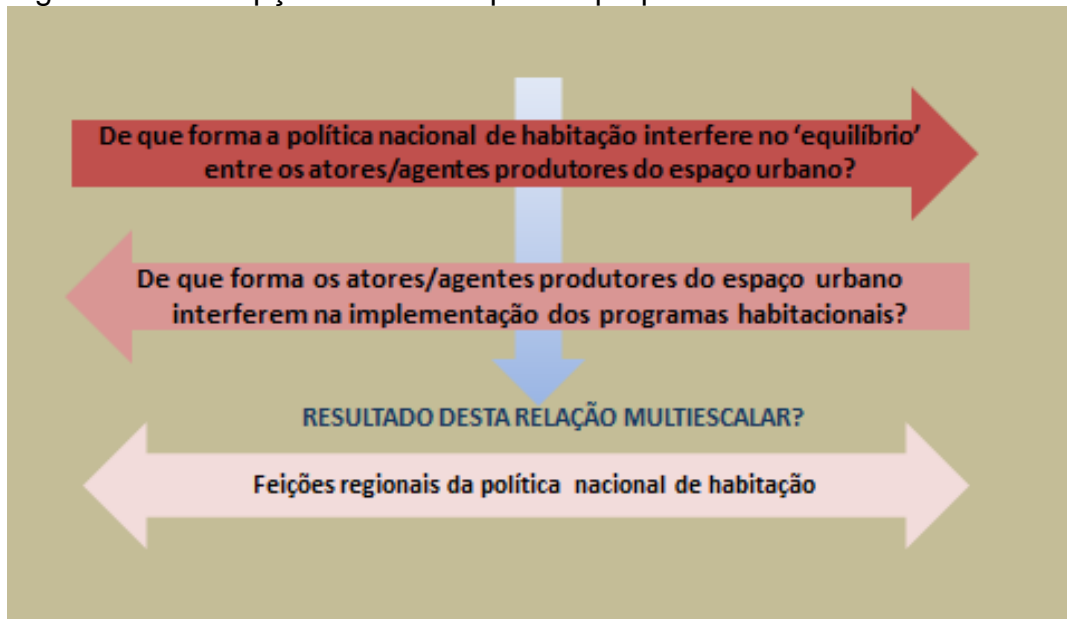 De que forma a política nacional de habitação interfere no ‘equilíbrio’
entre os atores/agentes produtores do espaço urbano?
De que forma os atores/agentes produtores do espaço urbano
interferem na implementação dos programas habitacionais?
RESULTADO DESTA RELAÇÃO MULTIESCALAR?
Feições regionais da política nacional de habitação